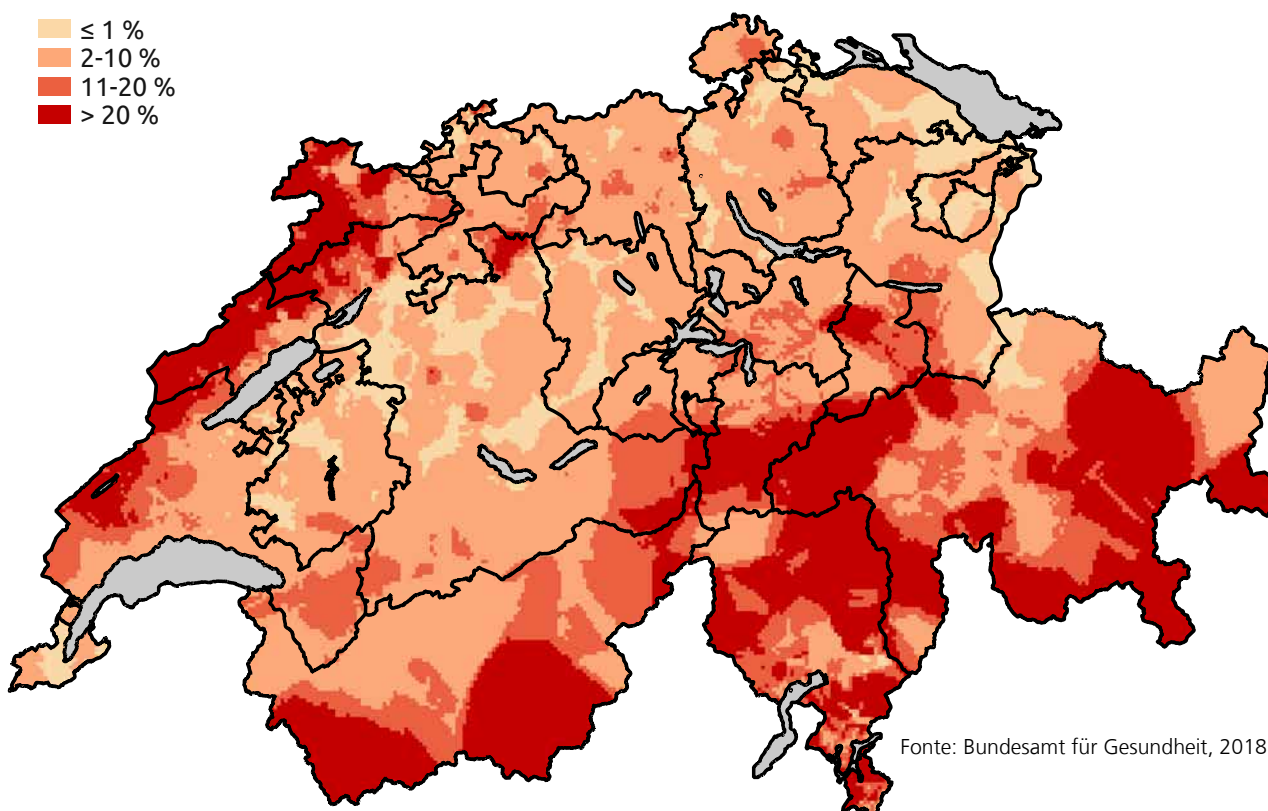 ≤ 1 %
2-10 %
11-20 %
> 20 %
Fonte: Bundesamt für Gesundheit, 2018